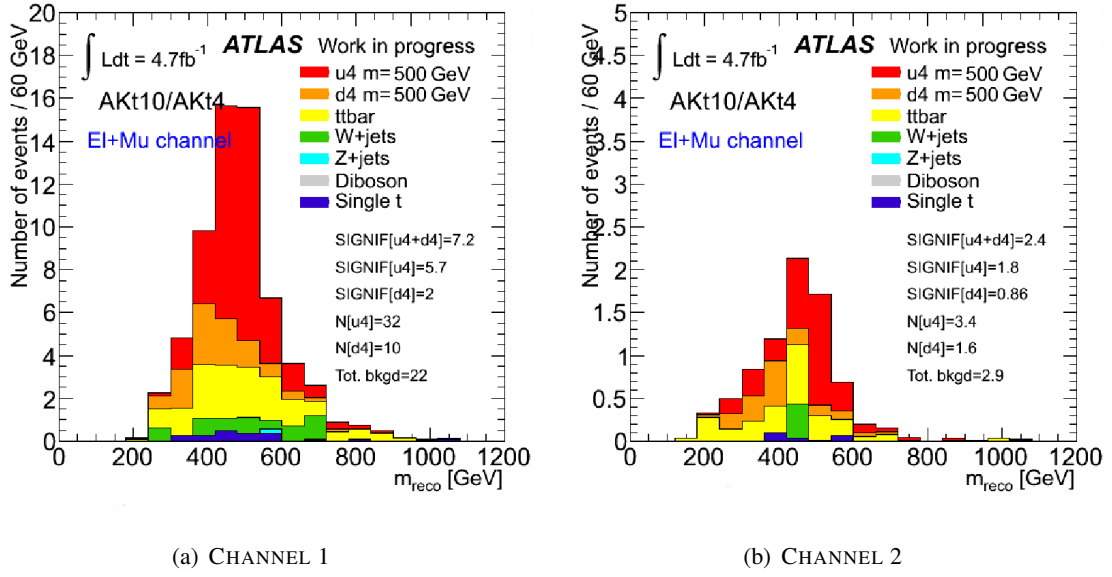 20
18
16
14
12
10
8
6
4
2
0
Number of events / 60 GeV
∫ Ldt = 4.7fb⁻¹
ATLAS Work in progress
AKt10/AKt4
El+Mu channel
u4 m= 500 GeV
d4 m= 500 GeV
ttbar
W+jets
Z+jets
Diboson
Single t
SIGNIF[u4+d4]=7.2
SIGNIF[u4]=5.7
SIGNIF[d4]=2
N[u4]=32
N[d4]=10
Tot. bkgd=22
0 200 400 600 800 1000 1200
m_reco [GeV]
(a) CHANNEL 1
5
4.5
4
3.5
3
2.5
2
1.5
1
0.5
0
Number of events / 60 GeV
∫ Ldt = 4.7fb⁻¹
ATLAS Work in progress
AKt10/AKt4
El+Mu channel
u4 m= 500 GeV
d4 m= 500 GeV
ttbar
W+jets
Z+jets
Diboson
Single t
SIGNIF[u4+d4]=2.4
SIGNIF[u4]=1.8
SIGNIF[d4]=0.86
N[u4]=3.4
N[d4]=1.6
Tot. bkgd=2.9
0 200 400 600 800 1000 1200
m_reco [GeV]
(b) CHANNEL 2